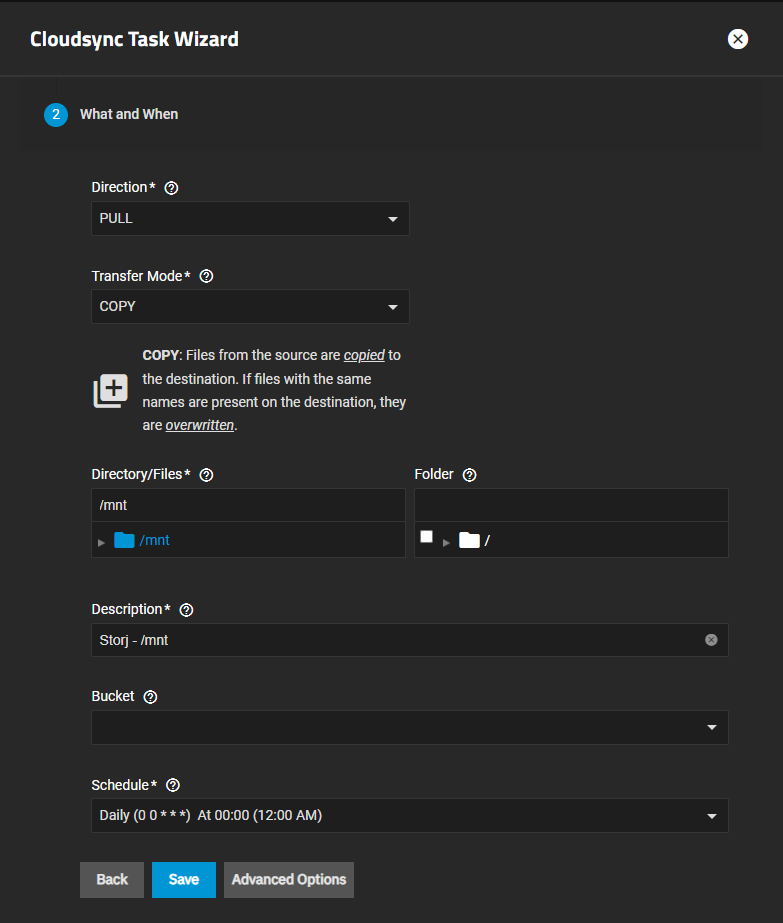 Cloudsync Task Wizard
2 What and When
Direction*
PULL
Transfer Mode*
COPY
COPY: Files from the source are copied to
the destination. If files with the same
names are present on the destination, they
are overwritten.
Directory/Files* Folder
/mnt
/mnt /
Description*
Storj - /mnt
Bucket
Schedule*
Daily (0 0 * * *) At 00:00 (12:00 AM)
Back Save Advanced Options